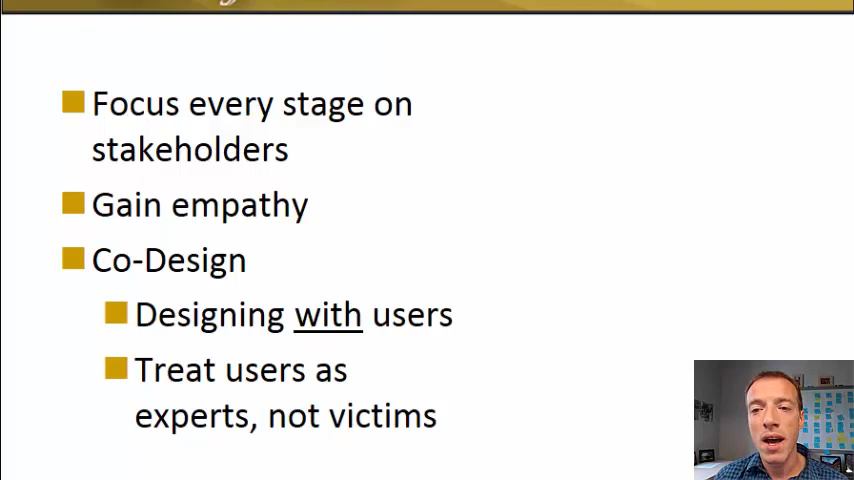 Focus every stage on
stakeholders
Gain empathy
Co-Design
Designing with users
Treat users as
experts, not victims